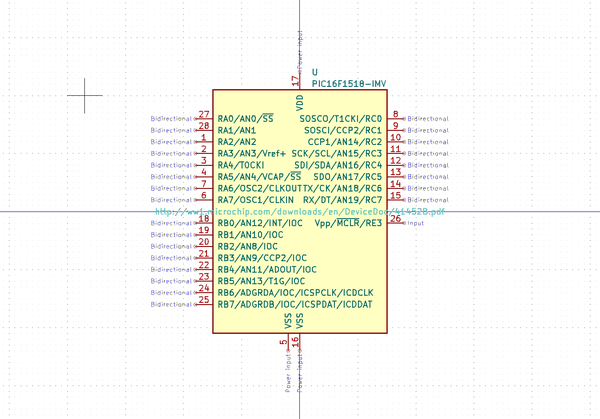 Power input
17
U
PIC16F1518-IMV
VDD
Bidirectional 27 RA0/AN0/SS SOSCO/T1CKI/RC0 8 Bidirectional
Bidirectional 28 RA1/AN1 SOSCI/CCP2/RC1 9 Bidirectional
Bidirectional 1 RA2/AN2 CCP1/AN14/RC2 10 Bidirectional
Bidirectional 2 RA3/AN3/Vref+ SCK/SCL/AN15/RC3 11 Bidirectional
Bidirectional 3 RA4/T0CKI SDI/SDA/AN16/RC4 12 Bidirectional
Bidirectional 4 RA5/AN4/VCAP/SS SDO/AN17/RC5 13 Bidirectional
Bidirectional 7 RA6/OSC2/CLKOUT TX/CK/AN18/RC6 14 Bidirectional
Bidirectional 6 RA7/OSC1/CLKIN RX/DT/AN19/RC7 15 Bidirectional
http://ww1.microchip.com/downloads/en/DeviceDoc/41452B.pdf
Bidirectional 18 RB0/AN12/INT/IOC Vpp/MCLR/RE3 26 Input
Bidirectional 19 RB1/AN10/IOC
Bidirectional 20 RB2/AN8/IOC
Bidirectional 21 RB3/AN9/CCP2/IOC
Bidirectional 22 RB4/AN11/ADOUT/IOC
Bidirectional 23 RB5/AN13/T1G/IOC
Bidirectional 24 RB6/ADGRDA/IOC/ICSPCLK/ICDCLK
Bidirectional 25 RB7/ADGRDB/IOC/ICSPDAT/ICDDAT
VSS VSS
5 16
Power input Power input